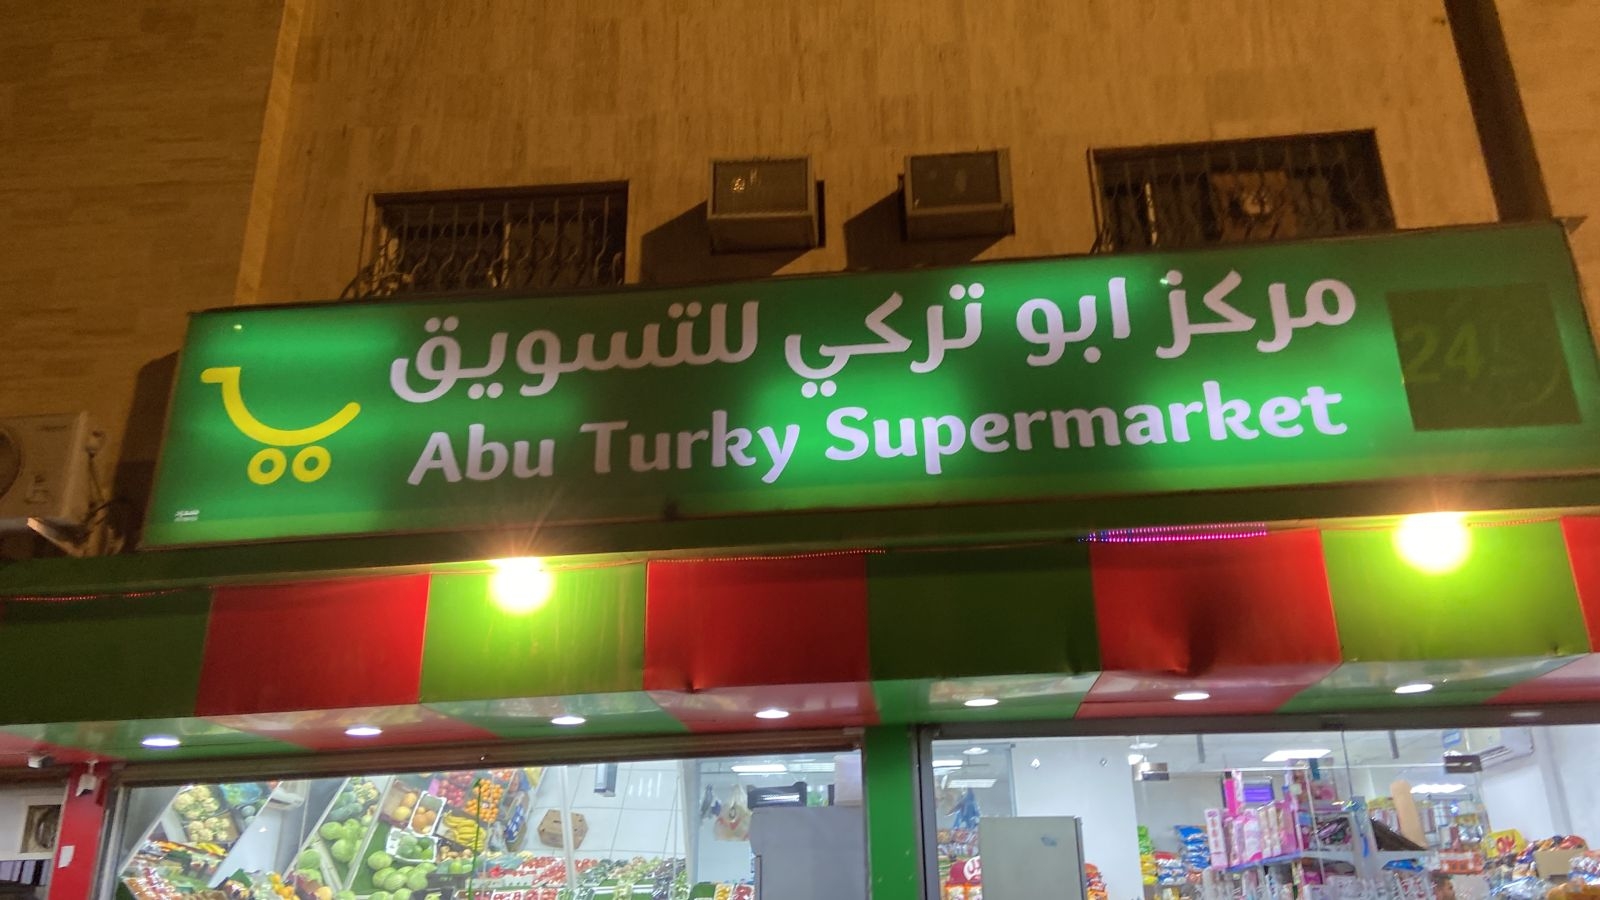 مركز ابو تركي للتسويق
Abu Turky Supermarket
24